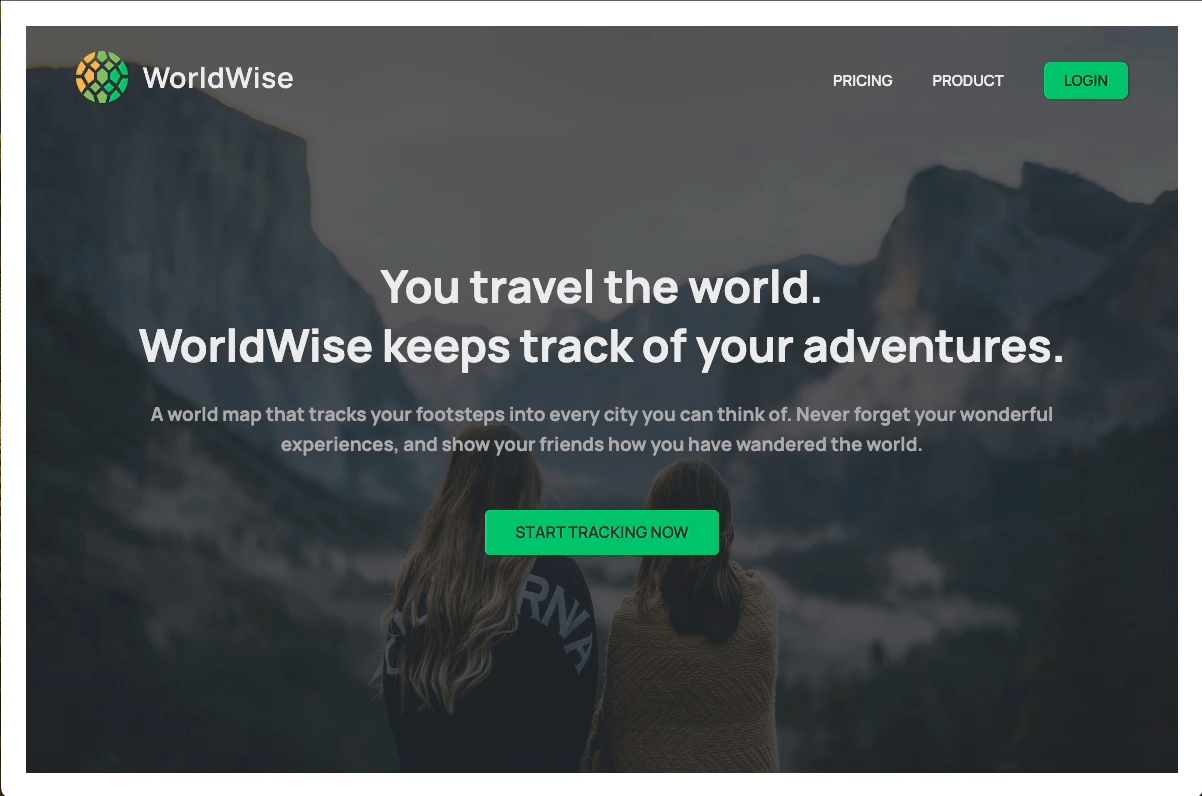 WorldWise
PRICING
PRODUCT
LOGIN
You travel the world.
WorldWise keeps track of your adventures.
A world map that tracks your footsteps into every city you can think of. Never forget your wonderful
experiences, and show your friends how you have wandered the world.
START TRACKING NOW